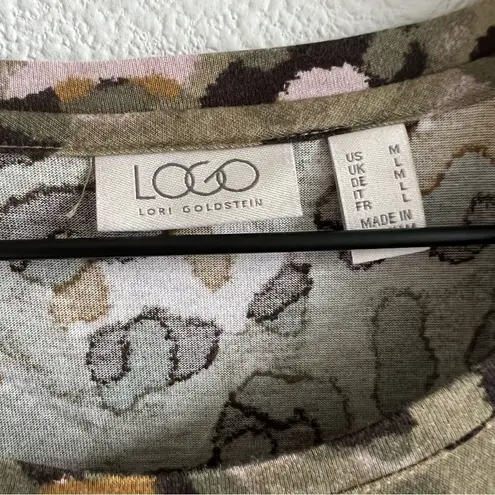 LOGO
LORI GOLDSTEIN
US M
UK L
DE M
IT L
FR L
MADE IN